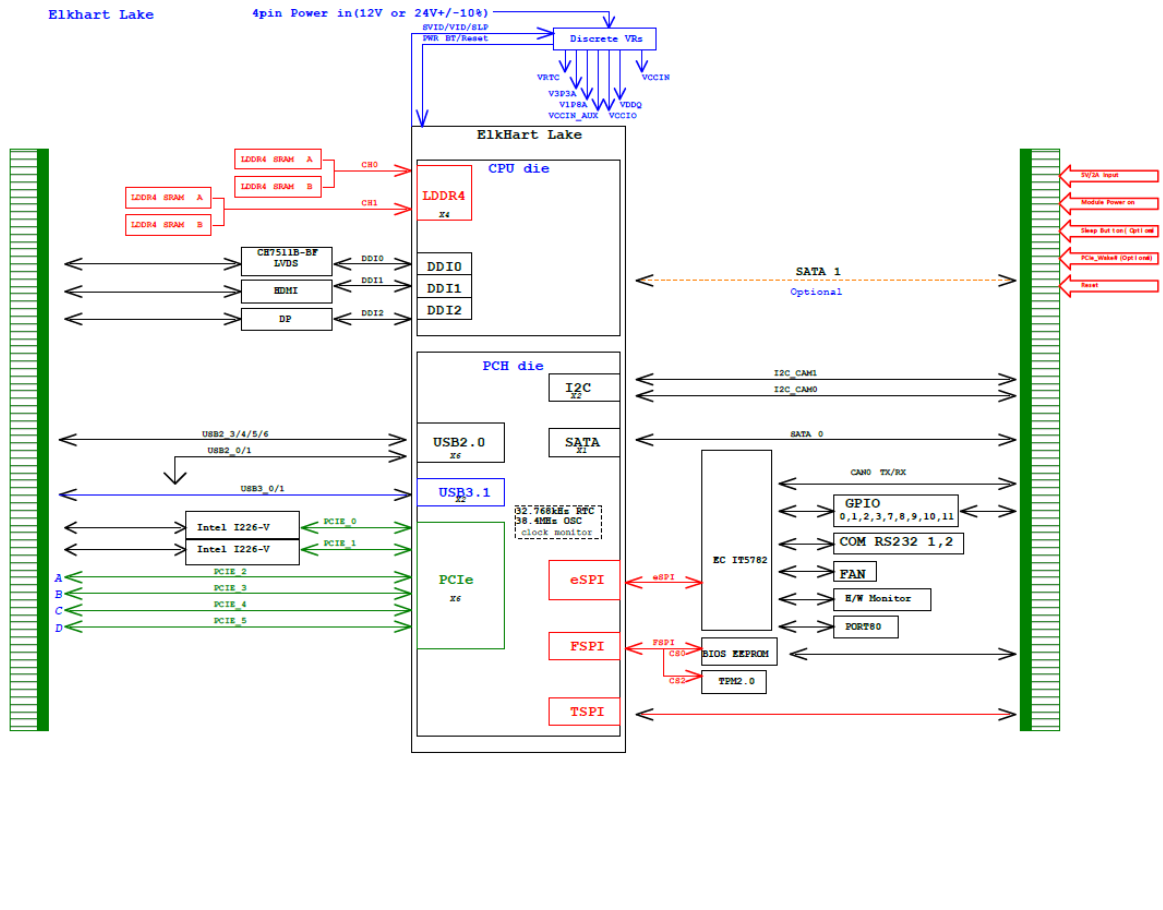 Elkhart Lake
4pin Power in(12V or 24V+/-10%)
SVID/VID/SLP
PWR BT/Reset
Discrete VRs
VRTC
VCCIN
V3P3A
V1P8A
VDDQ
VCCIN_AUX
VCCIO
ElkHart Lake
CPU die
LDDR4 SRAM A
LDDR4 SRAM B
CH0
LDDR4 SRAM A
LDDR4 SRAM B
CH1
LDDR4
X4
CH7511B-BF
LVDS
DDI0
DDI0
HDMI
DDI1
DDI1
DP
DDI2
DDI2
SATA 1
Optional
5V/2A Input
Module Power on
Sleep Button(Optional)
PCIe_Wake#(Optional)
Reset
PCH die
I2C
X2
I2C_CAM1
I2C_CAM0
USB2_3/4/5/6
USB2_0/1
USB2.0
X6
SATA
X1
SATA 0
USB3_0/1
USB3.1
X2
32.768kHs RTC
38.4MHs OSC
clock monitor
Intel I226-V
PCIE_0
Intel I226-V
PCIE_1
A
PCIE_2
B
PCIE_3
C
PCIE_4
D
PCIE_5
PCIe
X6
eSPI
eSPI
EC IT5782
CAN0 TX/RX
GPIO
0,1,2,3,7,8,9,10,11
COM RS232 1,2
FAN
H/W Monitor
PORT80
FSPI
FSPI
CS0
BIOS EEPROM
CS2
TPM2.0
TSPI